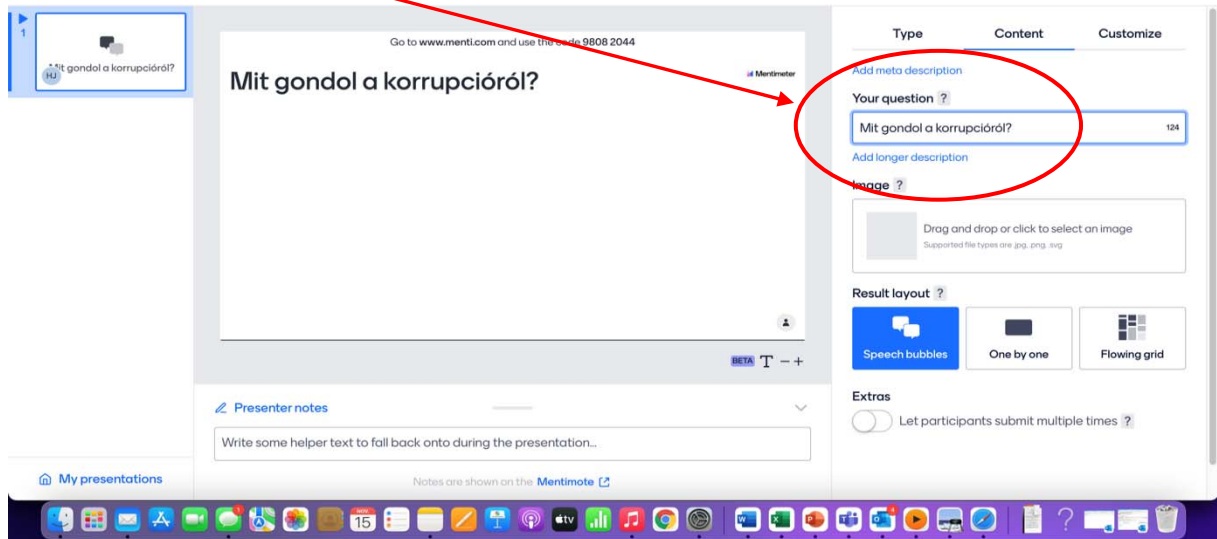 1
HJ
Mit gondol a korrupcióról?
Go to www.menti.com and use the code 9808 2044
Mit gondol a korrupcióról?
Mentimeter
BETA T - +
Presenter notes
Write some helper text to fall back onto during the presentation...
Notes are shown on the Mentimote
My presentations
Type Content Customize
Add meta description
Your question ?
Mit gondol a korrupcióról? 124
Add longer description
Image ?
Drag and drop or click to select an image
Supported file types are .jpg, .png, .svg
Result layout ?
Speech bubbles One by one Flowing grid
Extras
Let participants submit multiple times ?
15
tv